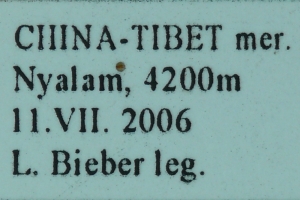 CHINA-TIBET mer.
Nyalam, 4200m
11.VII. 2006
L. Bieber leg.